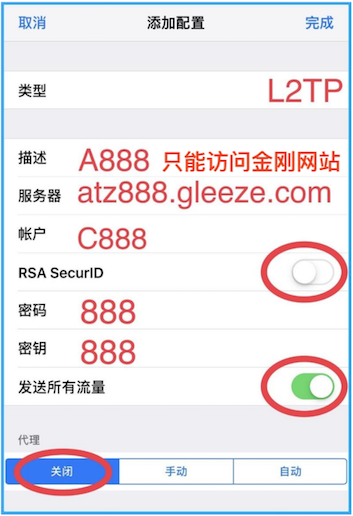 取消 添加配置 完成
类型 L2TP
描述 A888 只能访问金刚网站
服务器 atz888.gleeze.com
帐户 C888
RSA SecurID
密码 888
密钥 888
发送所有流量
代理
关闭 手动 自动